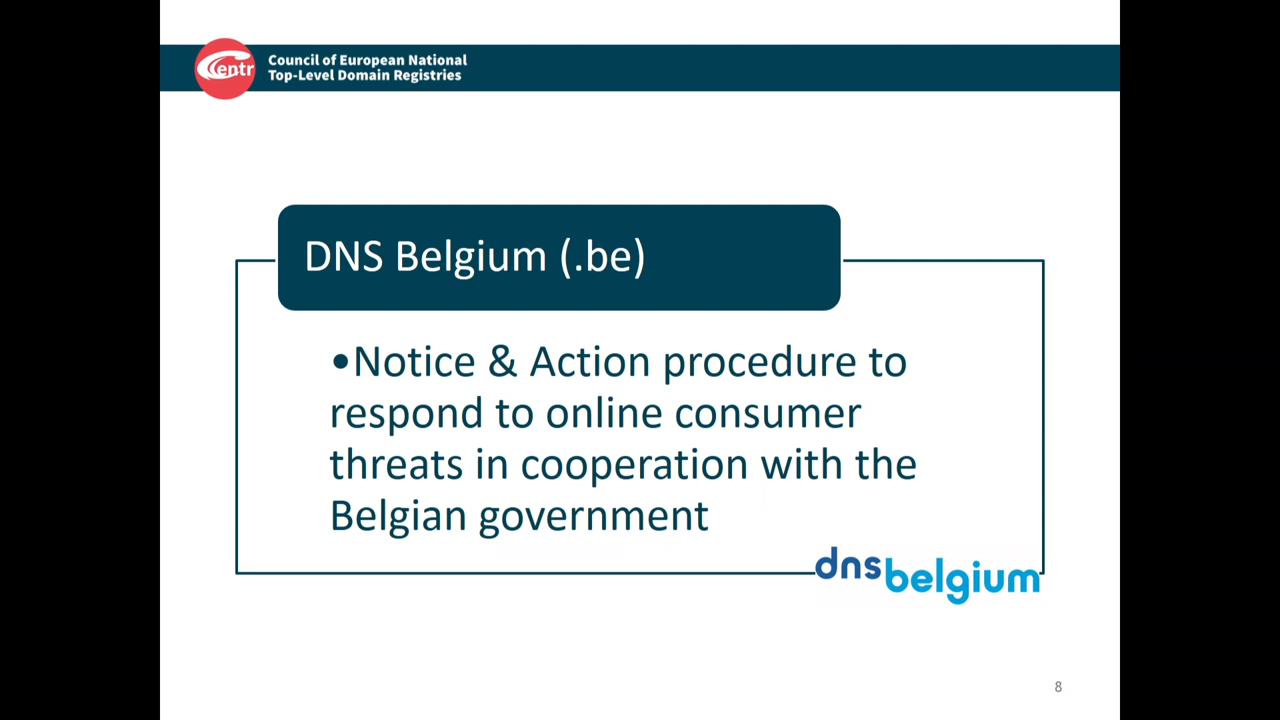 Centr
Council of European National
Top-Level Domain Registries
DNS Belgium (.be)
•Notice & Action procedure to
respond to online consumer
threats in cooperation with the
Belgian government
dnsbelgium
8